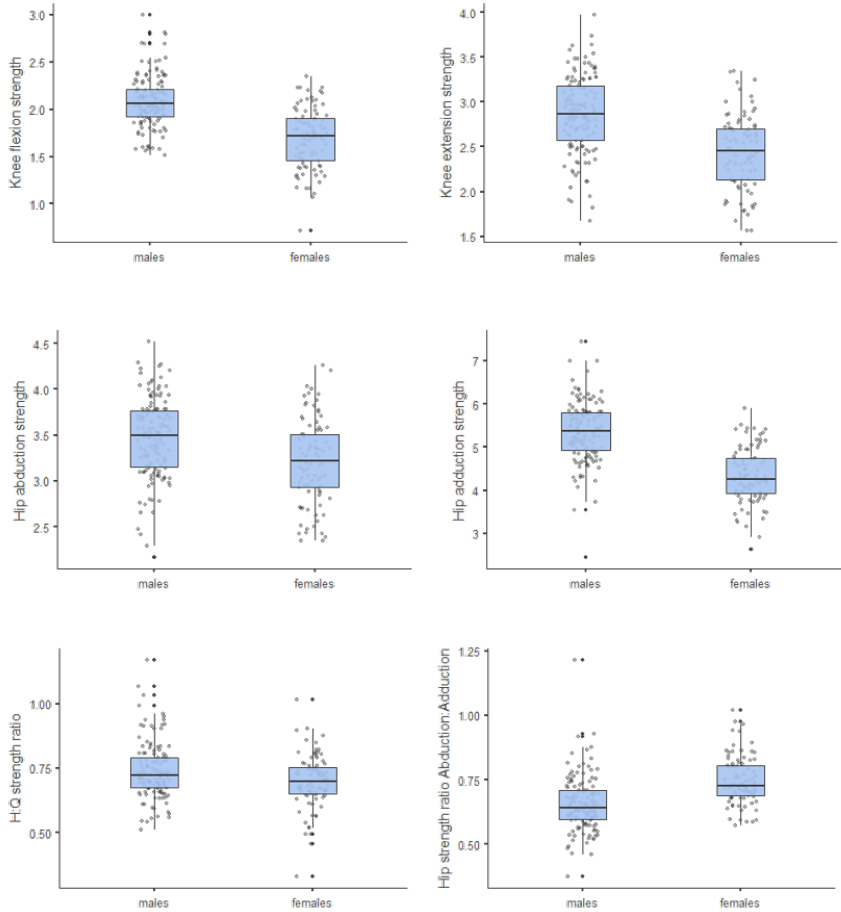 Knee flexion strength
3.0
2.5
2.0
1.5
1.0
males
females
Knee extension strength
4.0
3.5
3.0
2.5
2.0
1.5
males
females
Hip abduction strength
4.5
4.0
3.5
3.0
2.5
males
females
Hip adduction strength
7
6
5
4
3
males
females
H:Q strength ratio
1.00
0.75
0.50
males
females
Hip strength ratio Abduction:Adduction
1.25
1.00
0.75
0.50
males
females